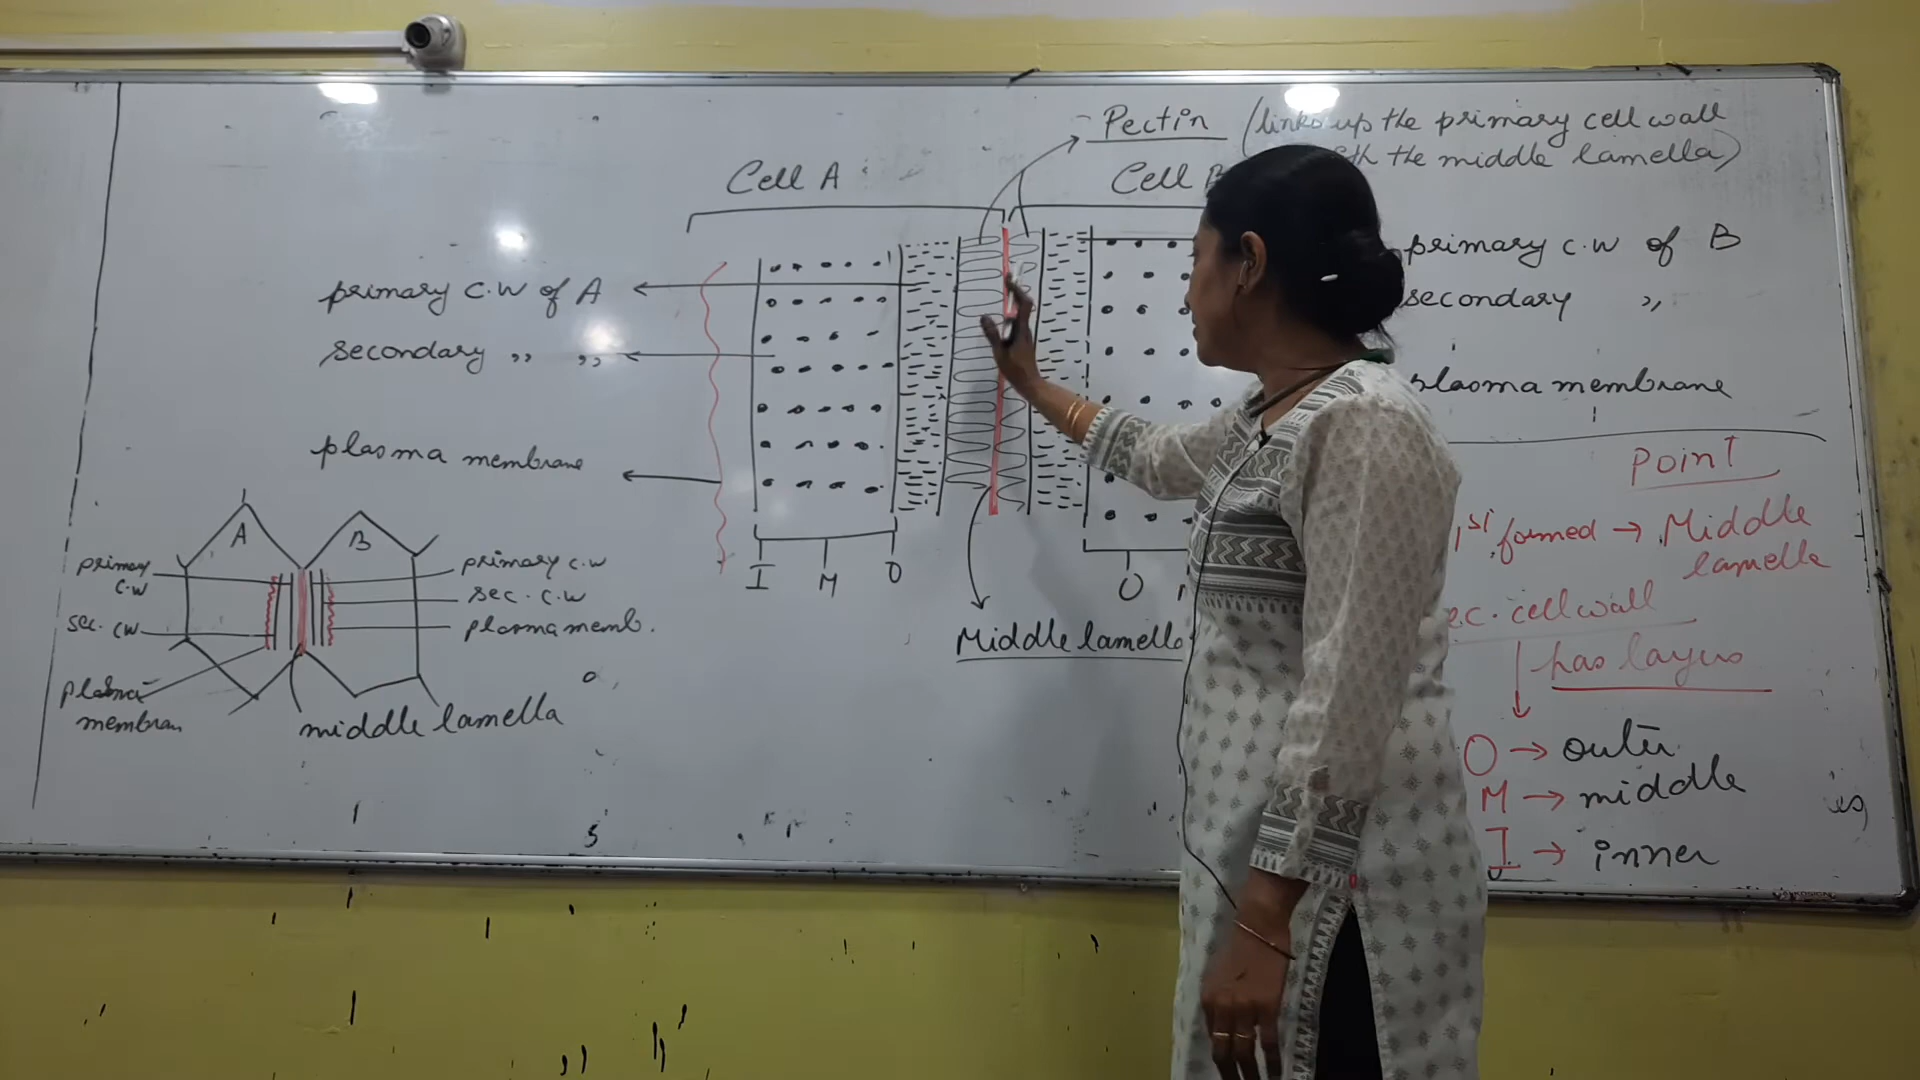 Pectin (links up the primary cell wall
the middle lamella)
Cell A
Cell B
primary c.w of A
secondary ,, ,,
plasma membrane
primary c.w of B
secondary ,,
plasma membrane
I M O
O
Middle lamella
A B
primary
c.w
sec. cw
plasma
membran
primary c.w
sec. c.w
plasma memb.
middle lamella
Point
1st formed → Middle
lamella
sec. cell wall
has layers
O → outer
M → middle
I → inner